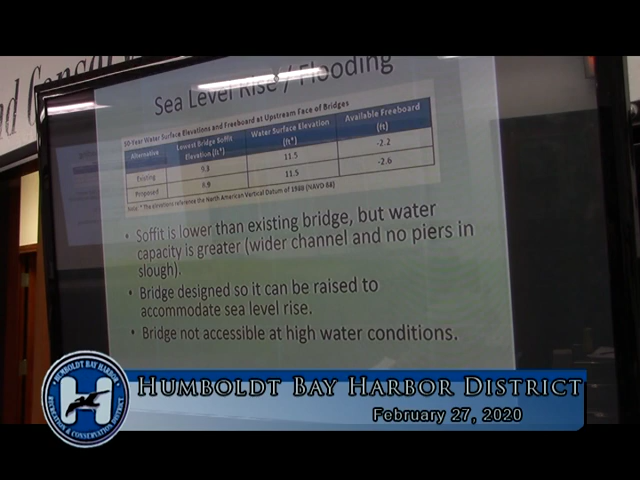 nd Conserva
Sea Level Rise / Flooding
50-Year Water Surface Elevations and Freeboard at Upstream Face of Bridges
Alternative Lowest Bridge Soffit Elevation (ft*) Water Surface Elevation (ft*) Available Freeboard (ft)
Existing 9.3 11.5 -2.2
Proposed 8.9 11.5 -2.6
Note: * The elevations reference the North American Vertical Datum of 1988 (NAVD 88)
• Soffit is lower than existing bridge, but water
capacity is greater (wider channel and no piers in
slough).
• Bridge designed so it can be raised to
accommodate sea level rise.
• Bridge not accessible at high water conditions.
HUMBOLDT BAY HARBOR
RECREATION & CONSERVATION DISTRICT
H
Humboldt Bay Harbor District
February 27, 2020